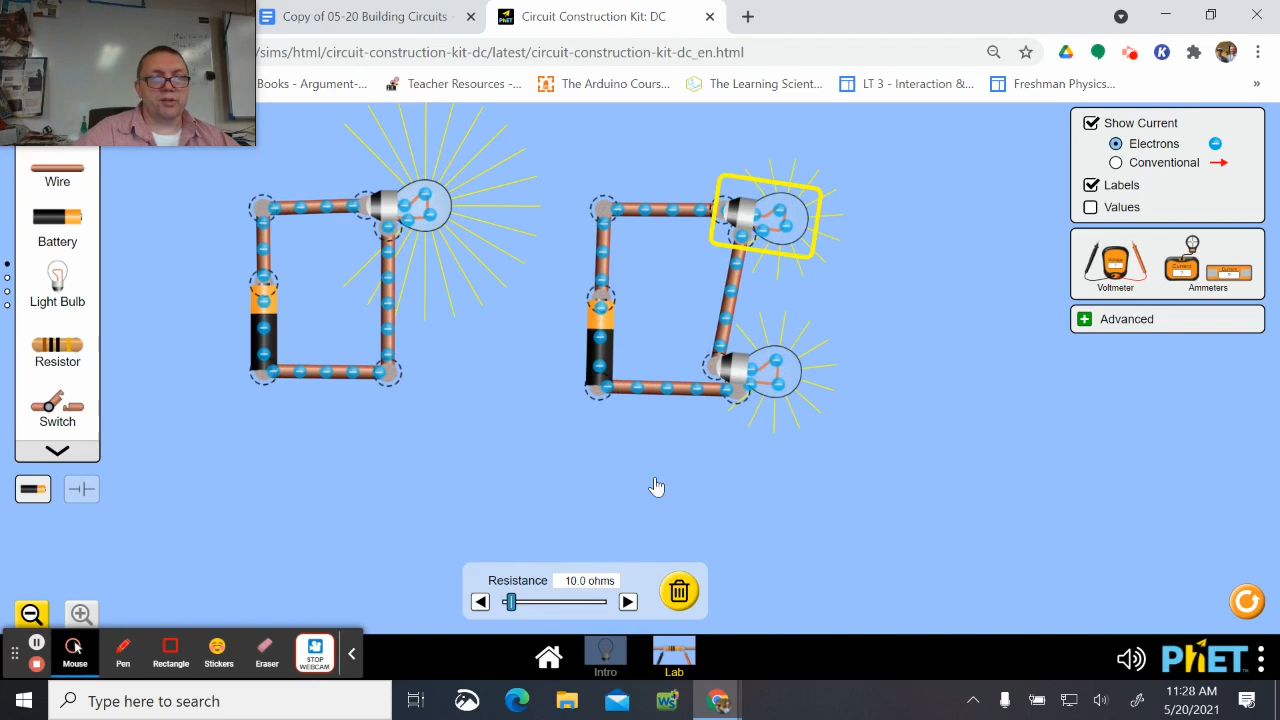 Copy of 05-20 Building Circuits
Circuit Construction Kit: DC
/sims/html/circuit-construction-kit-dc/latest/circuit-construction-kit-dc_en.html
Books - Argument-...
Teacher Resources -...
The Arduino Cours...
The Learning Scient...
LT 3 - Interaction &...
Freshman Physics...
»
Wire
Battery
Light Bulb
Resistor
Switch
Show Current
Electrons
Conventional
Labels
Values
Voltmeter
Ammeters
Advanced
Resistance
10.0 ohms
Mouse
Pen
Rectangle
Stickers
Eraser
STOP
WEBCAM
Intro
Lab
PhET
Type here to search
11:28 AM
5/20/2021